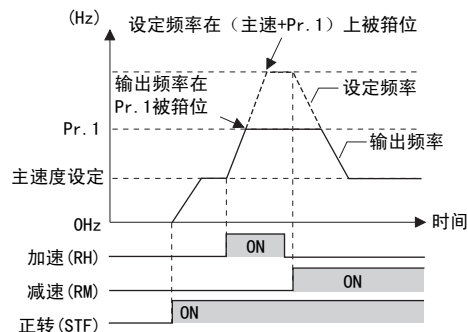 (Hz)
设定频率在（主速+Pr.1）上被箝位
输出频率在
Pr.1被箝位
设定频率
Pr.1
输出频率
主速度设定
0Hz
时间
加速(RH)
ON
减速(RM)
ON
正转(STF)
ON